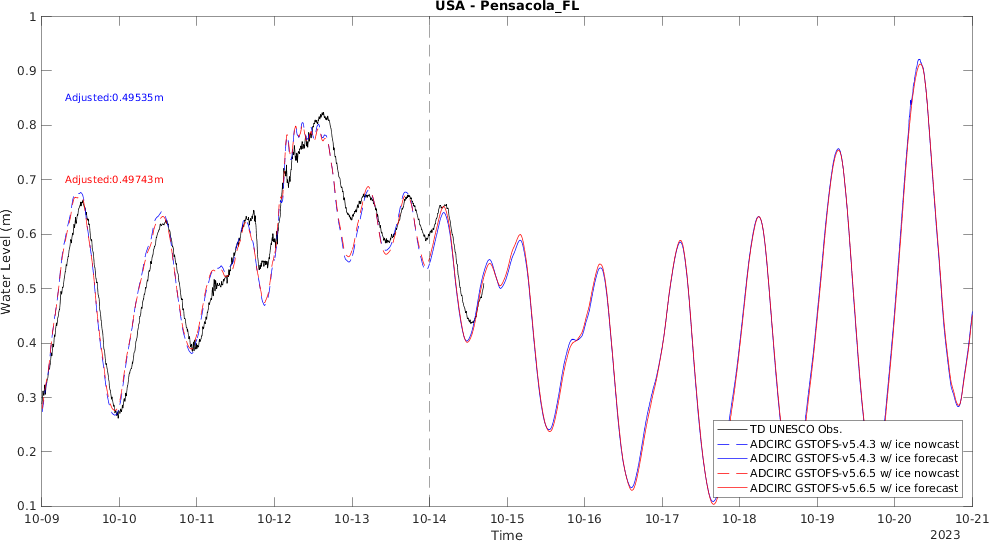 USA - Pensacola_FL
1
0.9
0.8
0.7
0.6
0.5
0.4
0.3
0.2
0.1
Water Level (m)
Adjusted:0.49535m
Adjusted:0.49743m
TD UNESCO Obs.
ADCIRC GSTOFS-v5.4.3 w/ ice nowcast
ADCIRC GSTOFS-v5.4.3 w/ ice forecast
ADCIRC GSTOFS-v5.6.5 w/ ice nowcast
ADCIRC GSTOFS-v5.6.5 w/ ice forecast
10-09 10-10 10-11 10-12 10-13 10-14 10-15 10-16 10-17 10-18 10-19 10-20 10-21
Time
2023